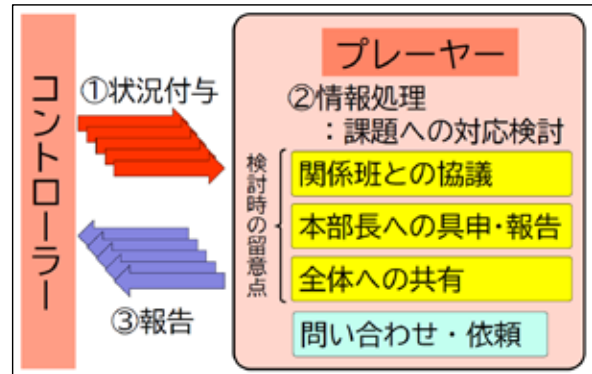 コントローラー
①状況付与
③報告
プレーヤー
②情報処理
：課題への対応検討
検討時の留意点
関係班との協議
本部長への具申･報告
全体への共有
問い合わせ・依頼